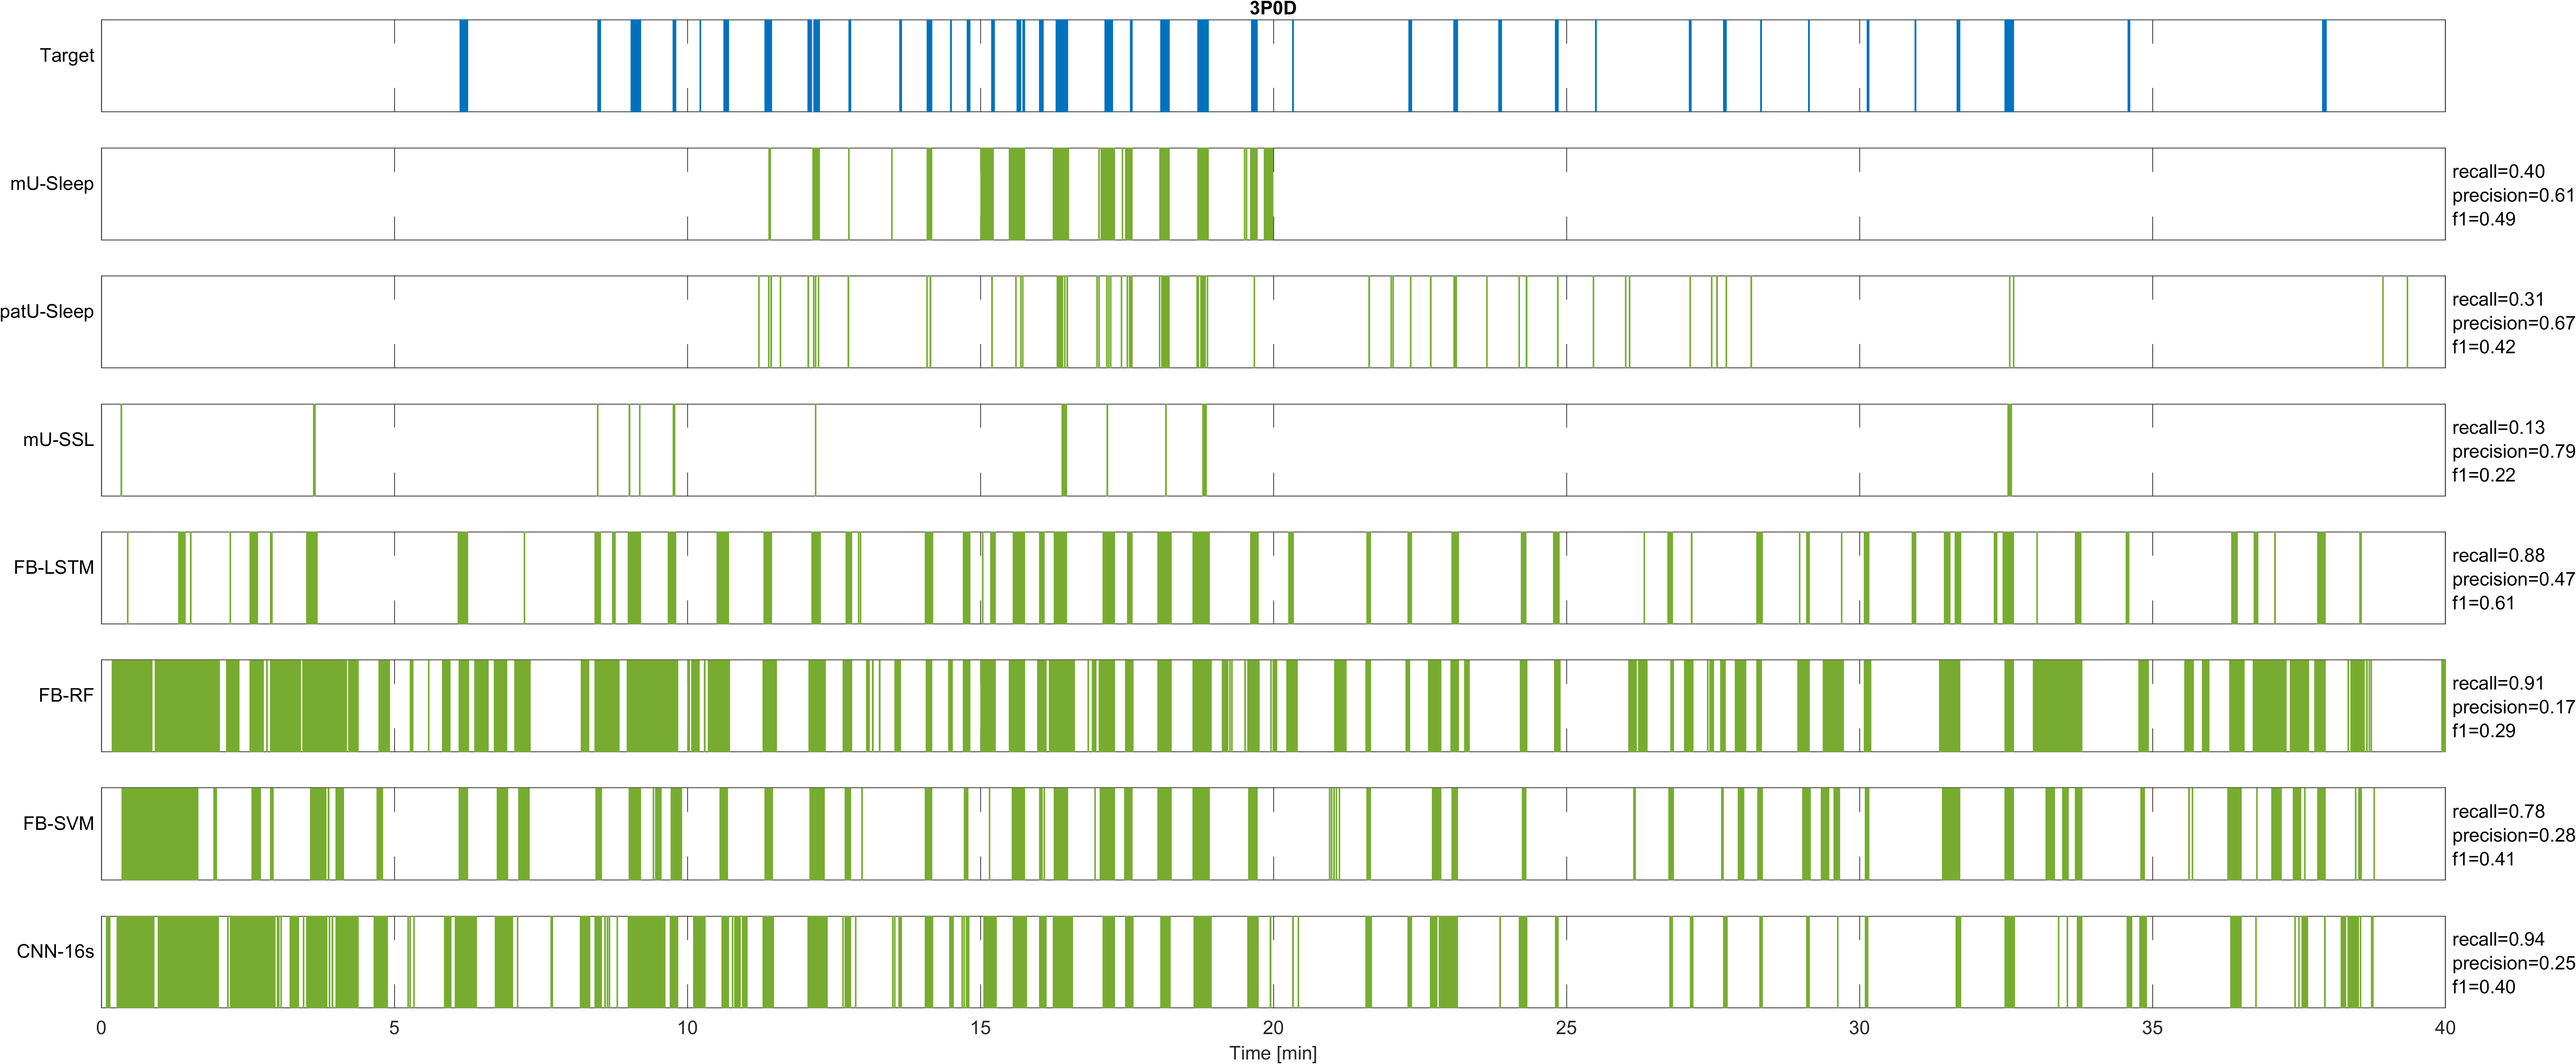 3P0D
Target
mU-Sleep
recall=0.40
precision=0.61
f1=0.49
patU-Sleep
recall=0.31
precision=0.67
f1=0.42
mU-SSL
recall=0.13
precision=0.79
f1=0.22
FB-LSTM
recall=0.88
precision=0.47
f1=0.61
FB-RF
recall=0.91
precision=0.17
f1=0.29
FB-SVM
recall=0.78
precision=0.28
f1=0.41
CNN-16s
recall=0.94
precision=0.25
f1=0.40
0 5 10 15 20 25 30 35 40
Time [min]